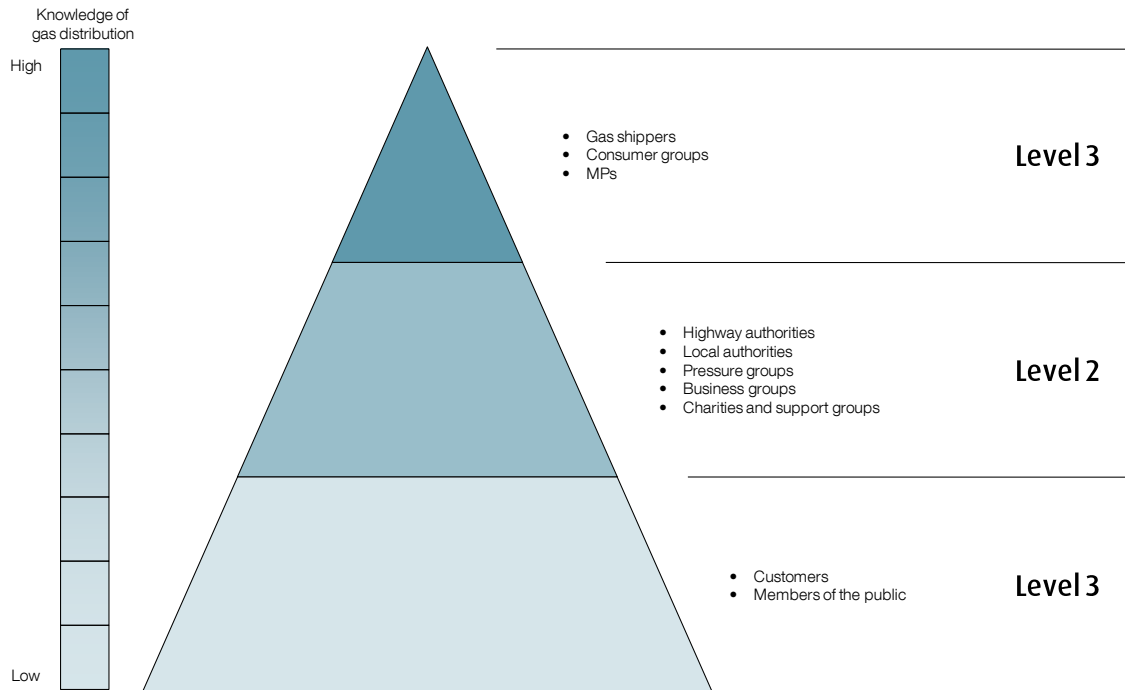 Knowledge of
gas distribution
High
• Gas shippers
• Consumer groups
• MPs
Level 3
• Highway authorities
• Local authorities
• Pressure groups
• Business groups
• Charities and support groups
Level 2
• Customers
• Members of the public
Level 3
Low